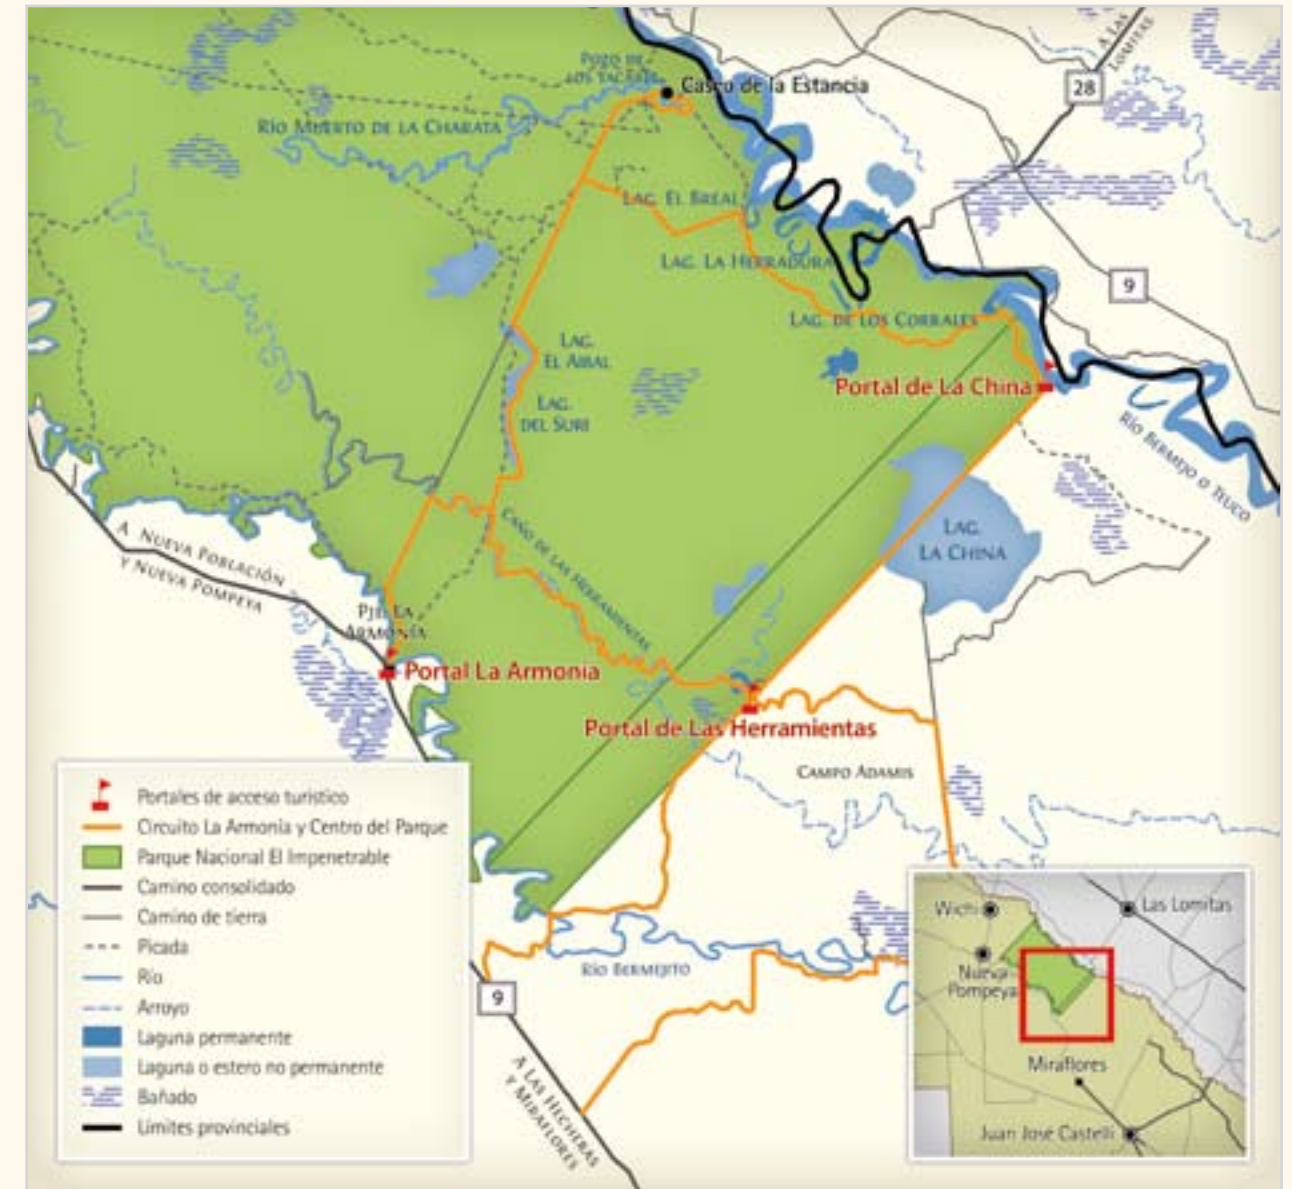 A LAS
LOMITAS
28
POZO DE
LOS YACARÉS
Casco de la Estancia
RÍO MUERTO DE LA CHARATA
LAG. EL BREAL
LAG. LA HERRADURA
9
LAG. DE LOS CORRALES
LAG.
EL AIBAL
Portal de La China
LAG.
DEL SURI
RÍO BERMEJO O TEUCO
LAG.
LA CHINA
CAÑO DE LAS HERRAMIENTAS
A NUEVA POBLACIÓN
Y NUEVA POMPEYA
PJE. LA
ARMONÍA
Portal La Armonía
Portal de Las Herramientas
CAMPO ADAMIS
Portales de acceso turístico
Circuito La Armonía y Centro del Parque
Parque Nacional El Impenetrable
Camino consolidado
Camino de tierra
Picada
Río
Arroyo
Laguna permanente
Laguna o estero no permanente
Bañado
Límites provinciales
RÍO BERMEJITO
9
A LAS HECHERAS
Y MIRAFLORES
Wichi
Las Lomitas
Nueva
Pompeya
Miraflores
Juan José Castelli